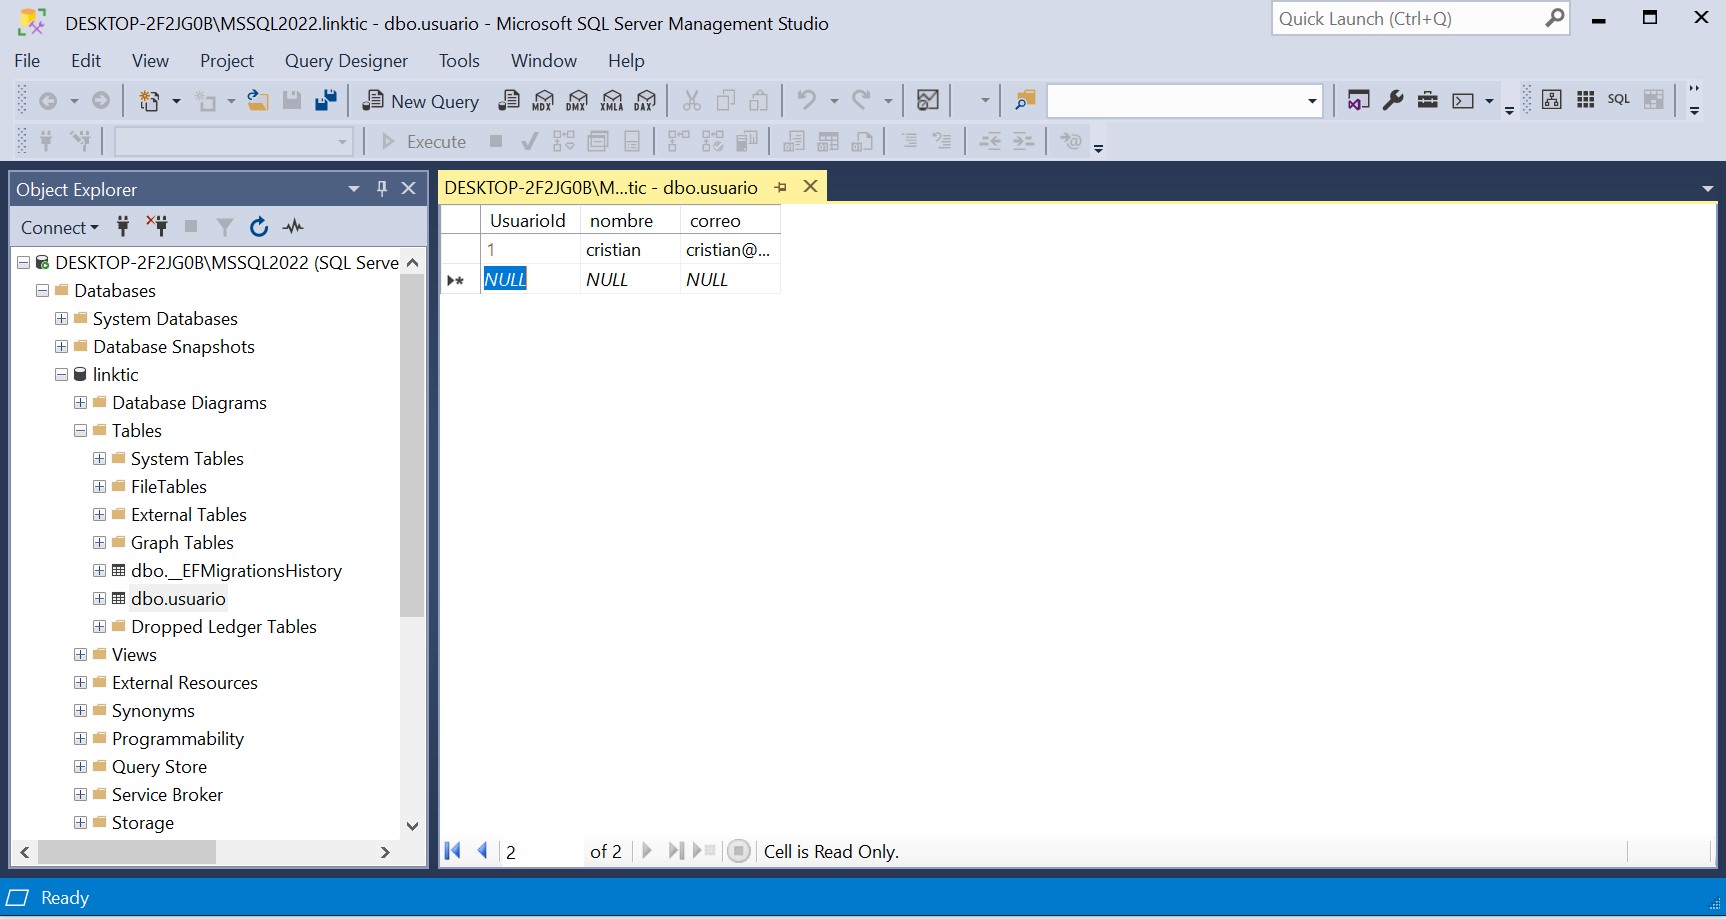 DESKTOP-2F2JG0B\MSSQL2022.linktic - dbo.usuario - Microsoft SQL Server Management Studio
Quick Launch (Ctrl+Q)
File Edit View Project Query Designer Tools Window Help
New Query MDX DMX XMLA DAX SQL
Execute
Object Explorer
DESKTOP-2F2JG0B\M...tic - dbo.usuario
Connect
UsuarioId nombre correo
1 cristian cristian@...
NULL NULL NULL
DESKTOP-2F2JG0B\MSSQL2022 (SQL Serve
Databases
System Databases
Database Snapshots
linktic
Database Diagrams
Tables
System Tables
FileTables
External Tables
Graph Tables
dbo.__EFMigrationsHistory
dbo.usuario
Dropped Ledger Tables
Views
External Resources
Synonyms
Programmability
Query Store
Service Broker
Storage
2 of 2 Cell is Read Only.
Ready